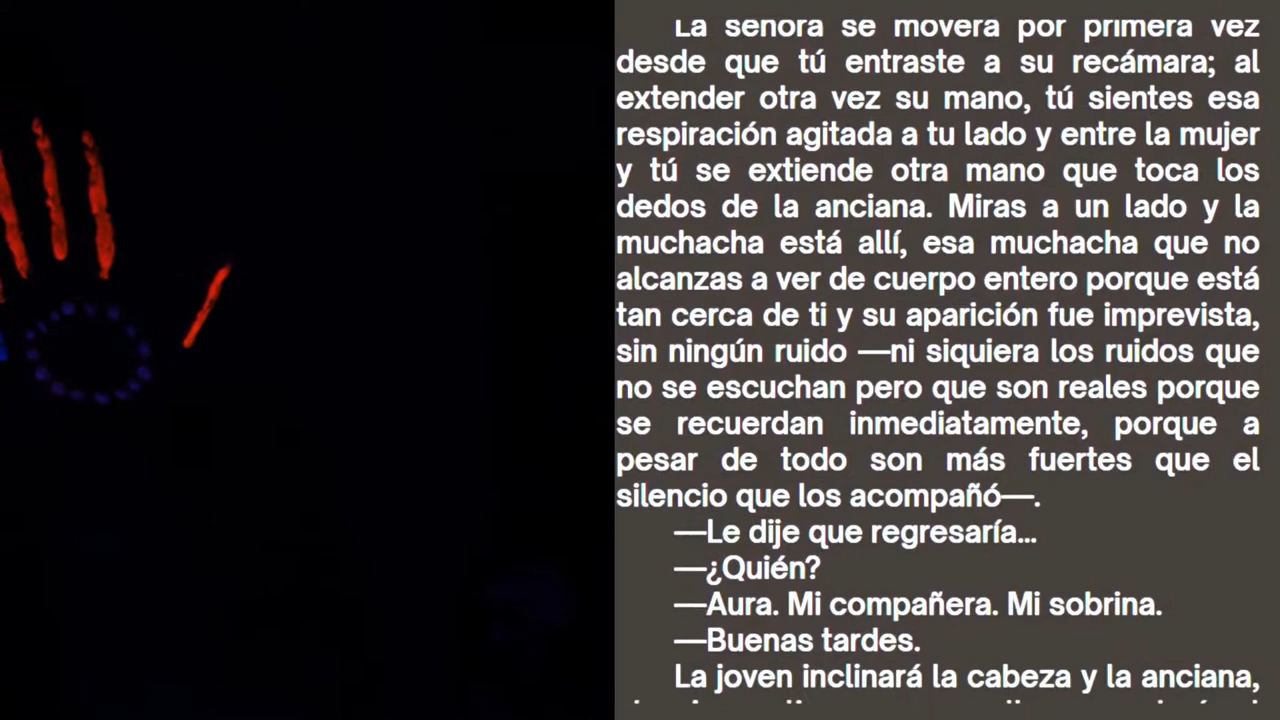 La señora se moverá por primera vez
desde que tú entraste a su recámara; al
extender otra vez su mano, tú sientes esa
respiración agitada a tu lado y entre la mujer
y tú se extiende otra mano que toca los
dedos de la anciana. Miras a un lado y la
muchacha está allí, esa muchacha que no
alcanzas a ver de cuerpo entero porque está
tan cerca de ti y su aparición fue imprevista,
sin ningún ruido —ni siquiera los ruidos que
no se escuchan pero que son reales porque
se recuerdan inmediatamente, porque a
pesar de todo son más fuertes que el
silencio que los acompañó—.
—Le dije que regresaría...
—¿Quién?
—Aura. Mi compañera. Mi sobrina.
—Buenas tardes.
La joven inclinará la cabeza y la anciana,